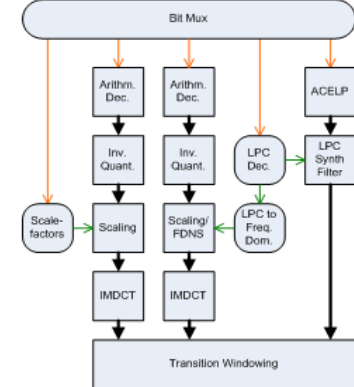 Bit Mux
Arithm.
Dec.
Arithm.
Dec.
ACELP
Inv.
Quant.
Inv.
Quant.
LPC
Dec.
LPC
Synth
Filter
Scale-
factors
Scaling
Scaling/
FDNS
LPC to
Freq.
Dom.
IMDCT
IMDCT
Transition Windowing